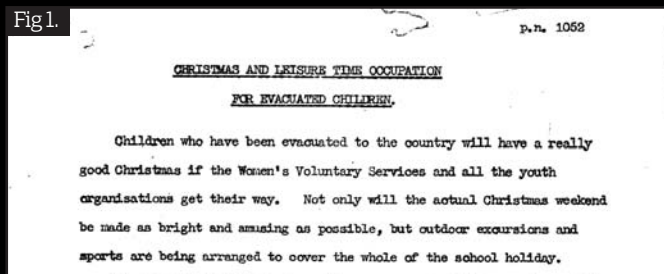 Fig 1.
p.n. 1052
CHRISTMAS AND LEISURE TIME OCCUPATION
FOR EVACUATED CHILDREN.
Children who have been evacuated to the country will have a really
good Christmas if the Women's Voluntary Services and all the youth
organisations get their way. Not only will the actual Christmas weekend
be made as bright and amusing as possible, but outdoor excursions and
sports are being arranged to cover the whole of the school holiday.